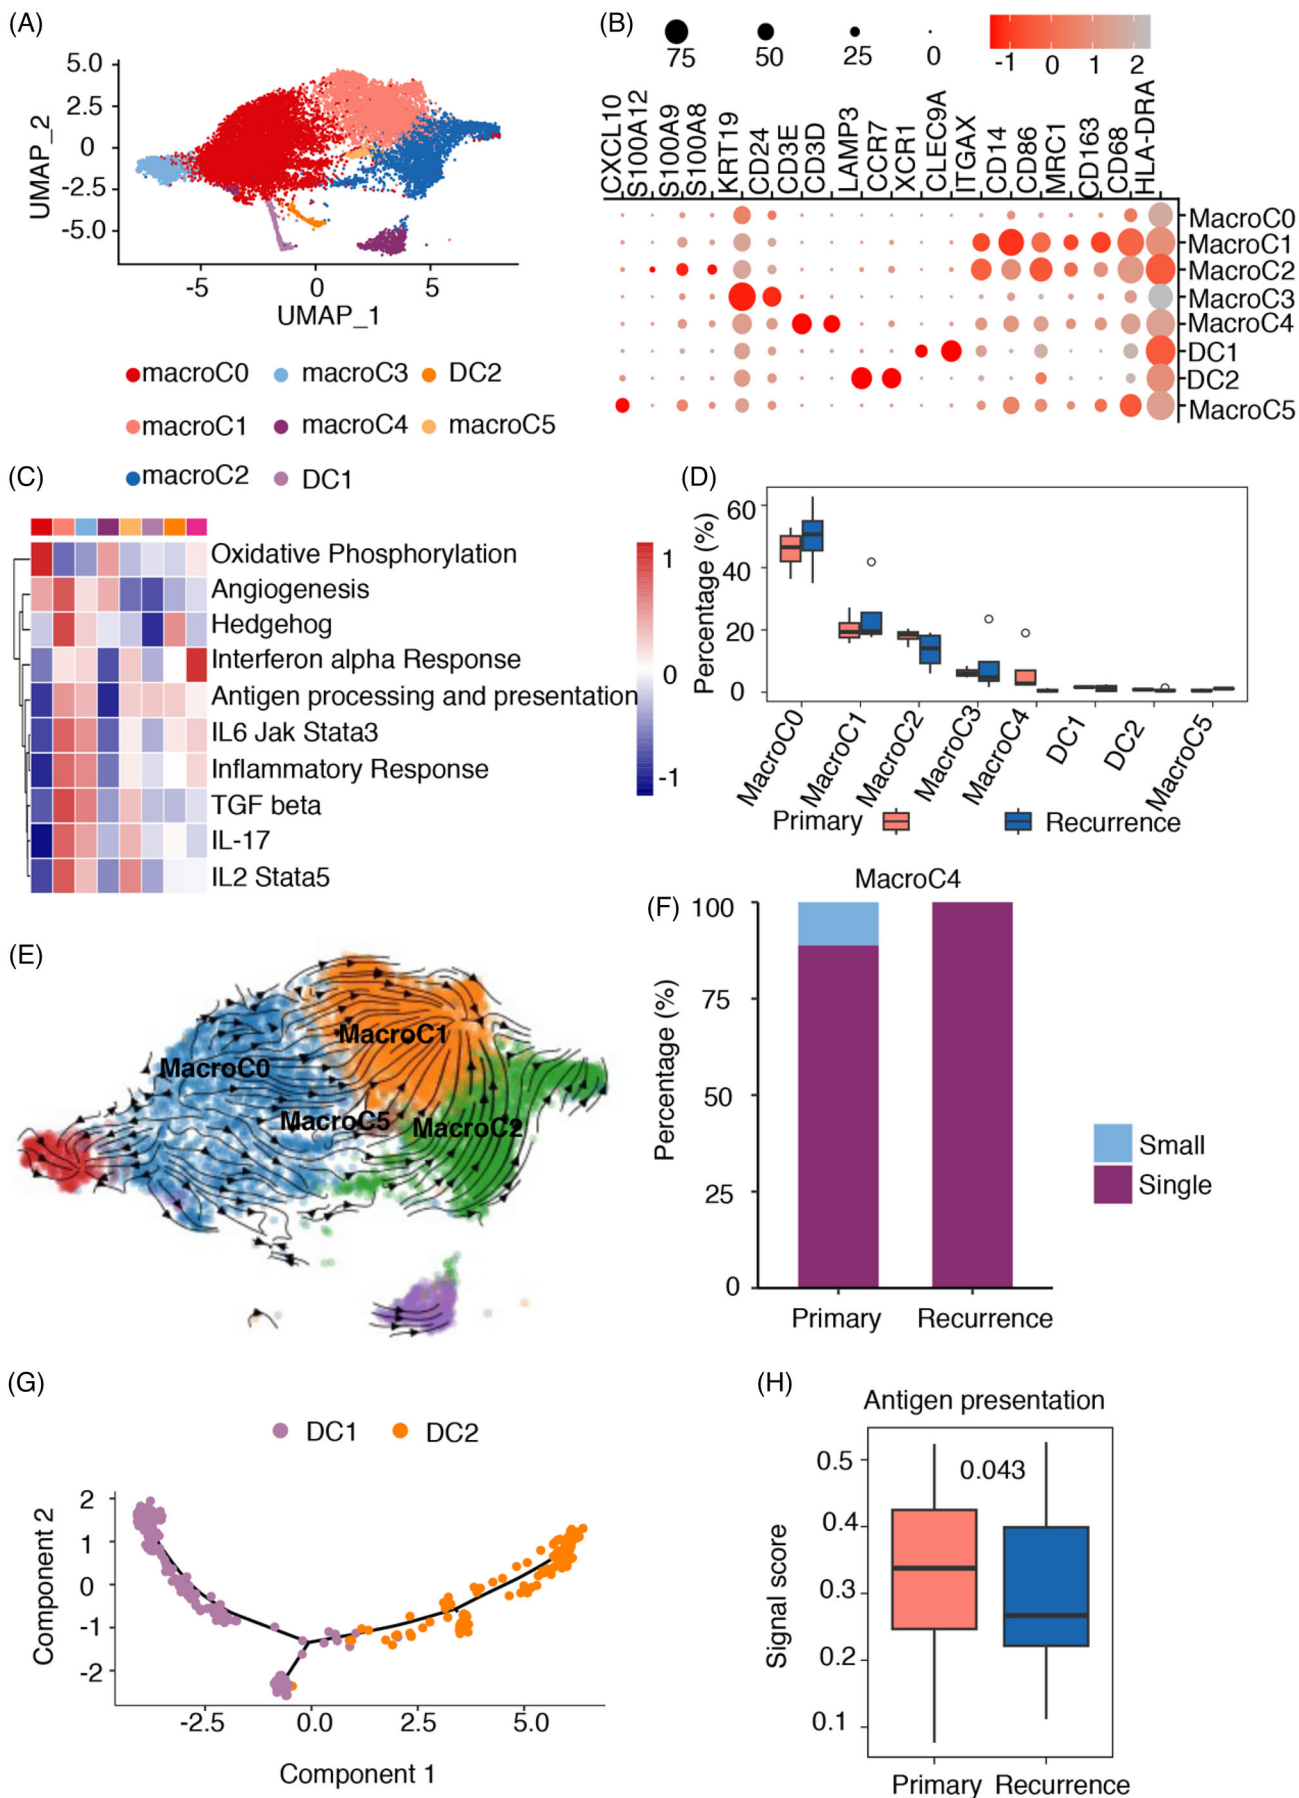 (A)
5.0
2.5
0
-2.5
-5.0
UMAP_2
-5
0
5
UMAP_1
macroC0
macroC3
DC2
macroC1
macroC4
macroC5
macroC2
DC1
(B)
75
50
25
0
-1
0
1
2
CXCL10
S100A12
S100A9
S100A8
KRT19
CD24
CD3E
CD3D
LAMP3
CCR7
XCR1
CLEC9A
ITGAX
CD14
CD86
MRC1
CD163
CD68
HLA-DRA
MacroC0
MacroC1
MacroC2
MacroC3
MacroC4
DC1
DC2
MacroC5
(C)
Oxidative Phosphorylation
Angiogenesis
Hedgehog
Interferon alpha Response
Antigen processing and presentation
IL6 Jak Stata3
Inflammatory Response
TGF beta
IL-17
IL2 Stata5
1
0
-1
(D)
Percentage (%)
60
40
20
0
MacroC0
MacroC1
MacroC2
MacroC3
MacroC4
DC1
DC2
MacroC5
Primary
Recurrence
(E)
MacroC1
MacroC0
MacroC5
MacroC2
(F)
MacroC4
Percentage (%)
100
75
50
25
0
Primary
Recurrence
Small
Single
(G)
DC1
DC2
Component 2
2
1
0
-1
-2
-2.5
0.0
2.5
5.0
Component 1
(H)
Antigen presentation
0.043
Signal score
0.5
0.4
0.3
0.2
0.1
Primary
Recurrence